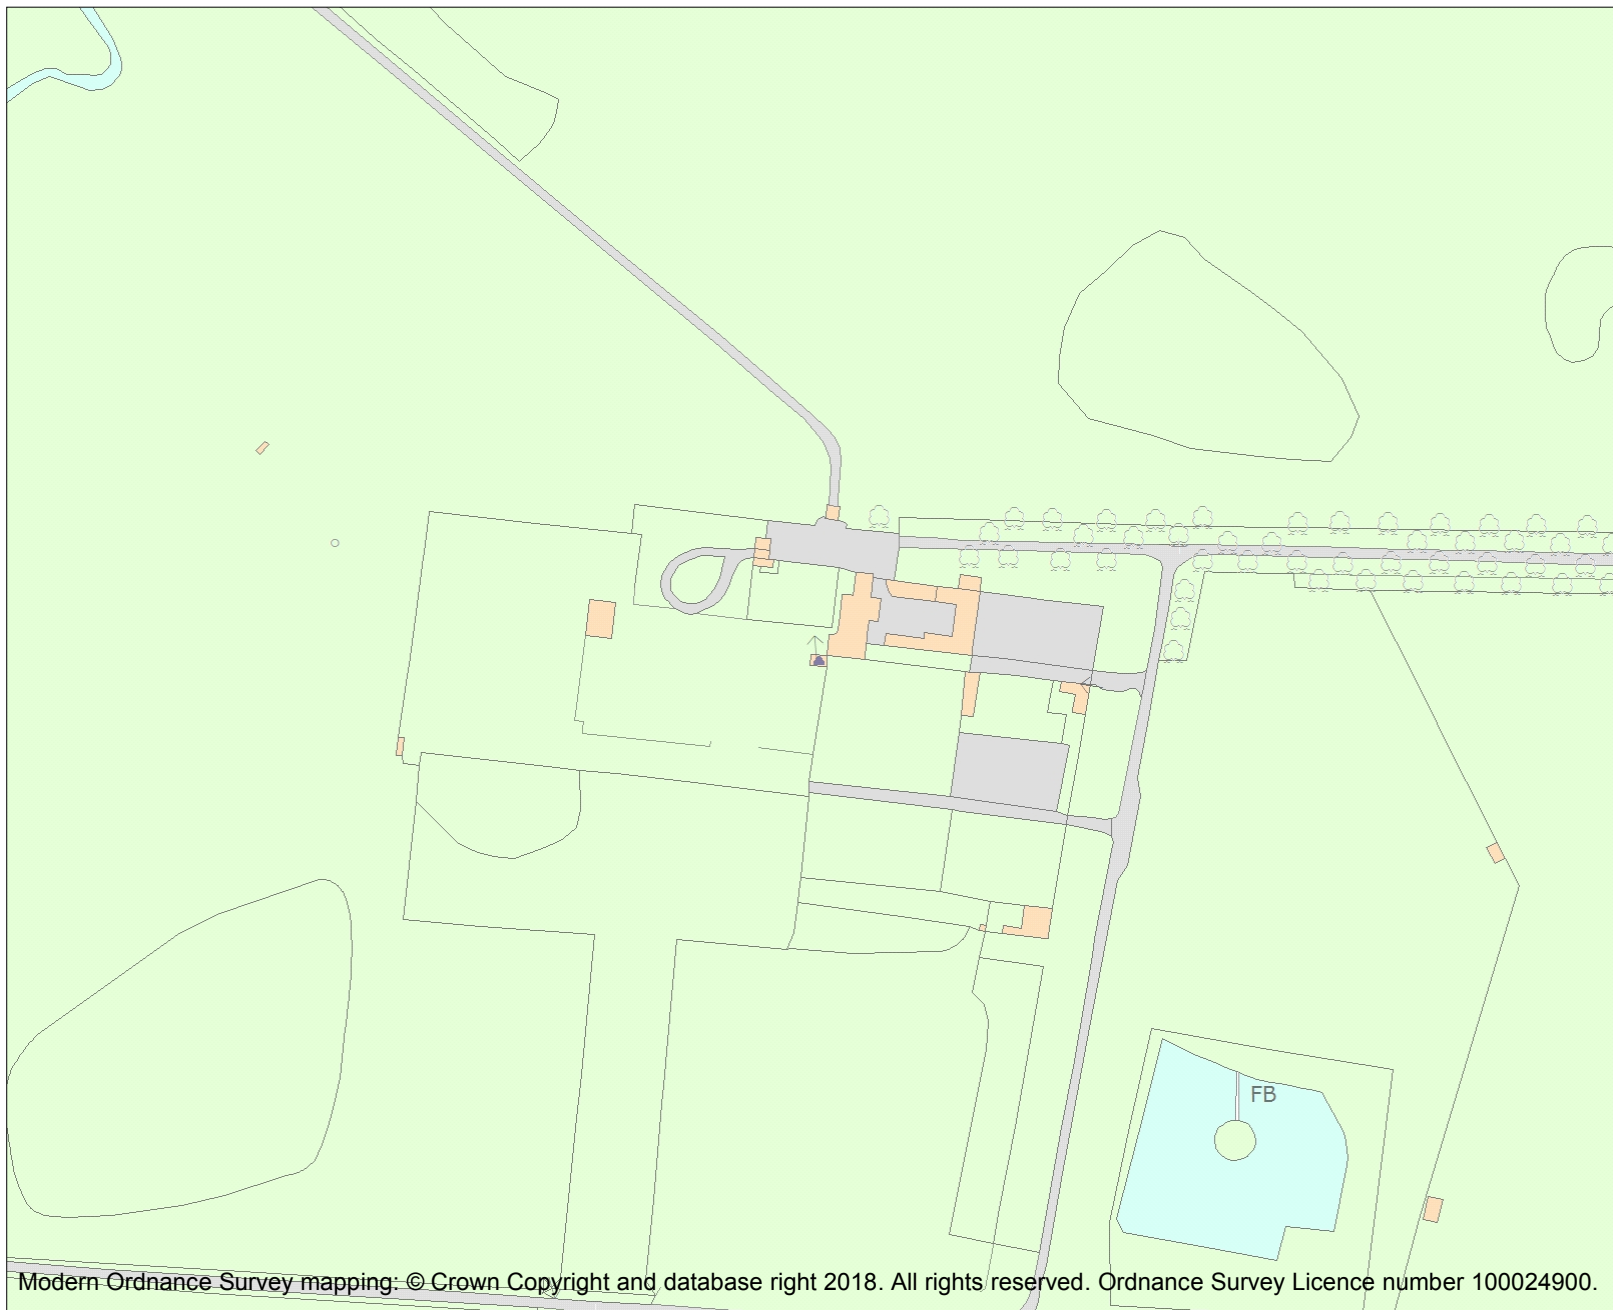 FB
Modern Ordnance Survey mapping: © Crown Copyright and database right 2018. All rights reserved. Ordnance Survey Licence number 100024900.